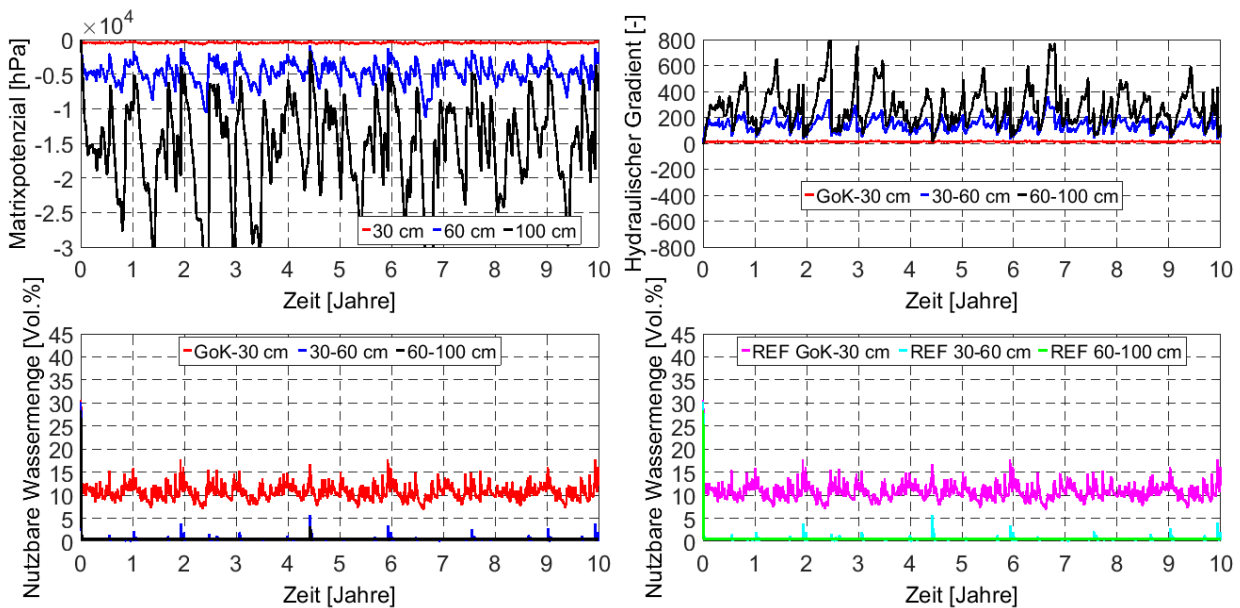 ×10⁴
Matrixpotenzial [hPa]
0
-0.5
-1
-1.5
-2
-2.5
-3
30 cm 60 cm 100 cm
0 1 2 3 4 5 6 7 8 9 10
Zeit [Jahre]
Hydraulischer Gradient [-]
800
600
400
200
0
-200
-400
-600
-800
GoK-30 cm 30-60 cm 60-100 cm
0 1 2 3 4 5 6 7 8 9 10
Zeit [Jahre]
Nutzbare Wassermenge [Vol.%]
45
40
35
30
25
20
15
10
5
0
GoK-30 cm 30-60 cm 60-100 cm
0 1 2 3 4 5 6 7 8 9 10
Zeit [Jahre]
Nutzbare Wassermenge [Vol.%]
45
40
35
30
25
20
15
10
5
0
REF GoK-30 cm REF 30-60 cm REF 60-100 cm
0 1 2 3 4 5 6 7 8 9 10
Zeit [Jahre]